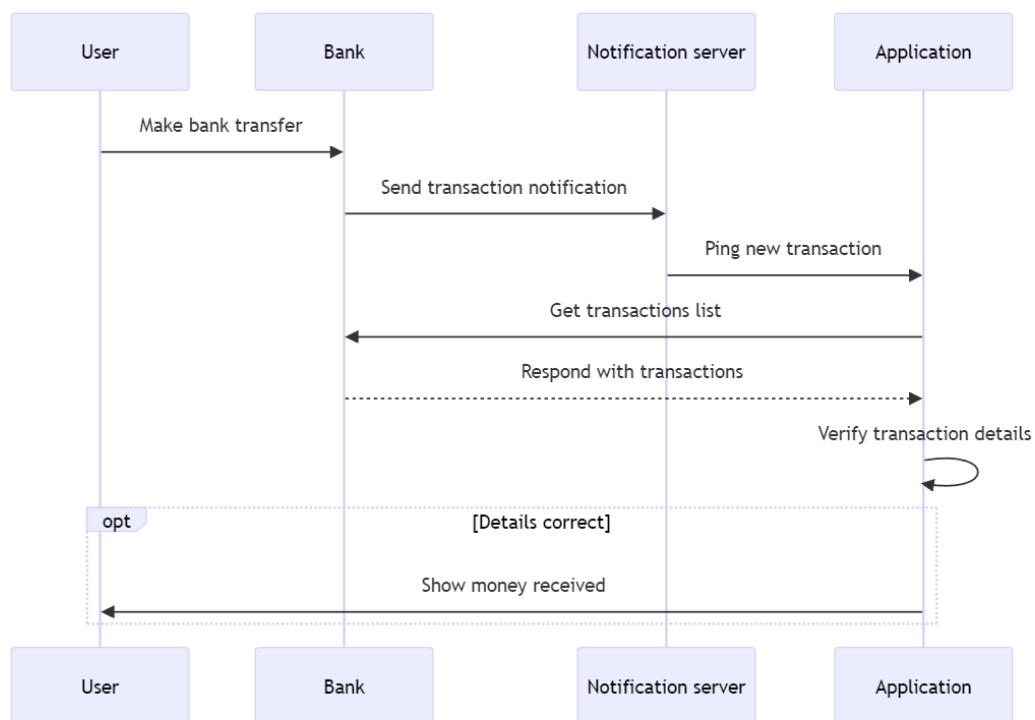 User
Bank
Notification server
Application
Make bank transfer
Send transaction notification
Ping new transaction
Get transactions list
Respond with transactions
Verify transaction details
opt
[Details correct]
Show money received
User
Bank
Notification server
Application